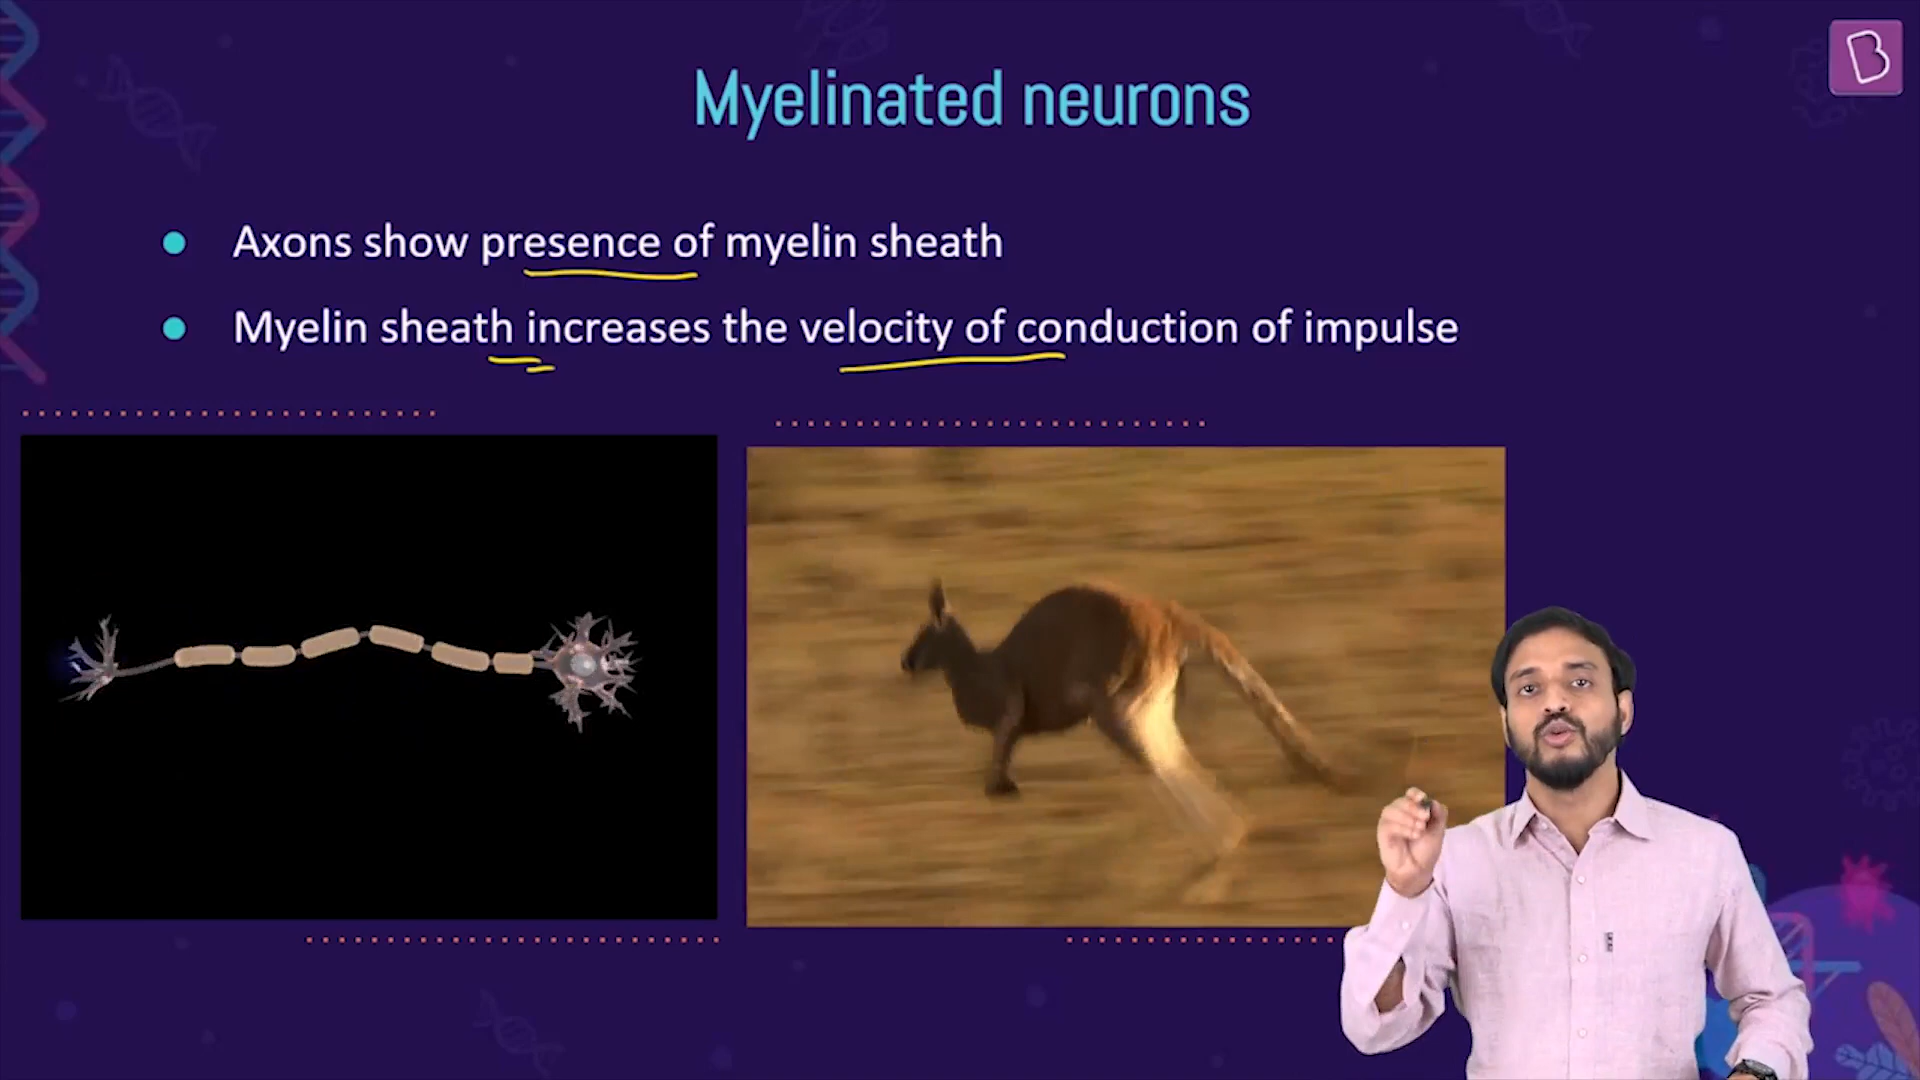 Myelinated neurons
Axons show presence of myelin sheath
Myelin sheath increases the velocity of conduction of impulse
B